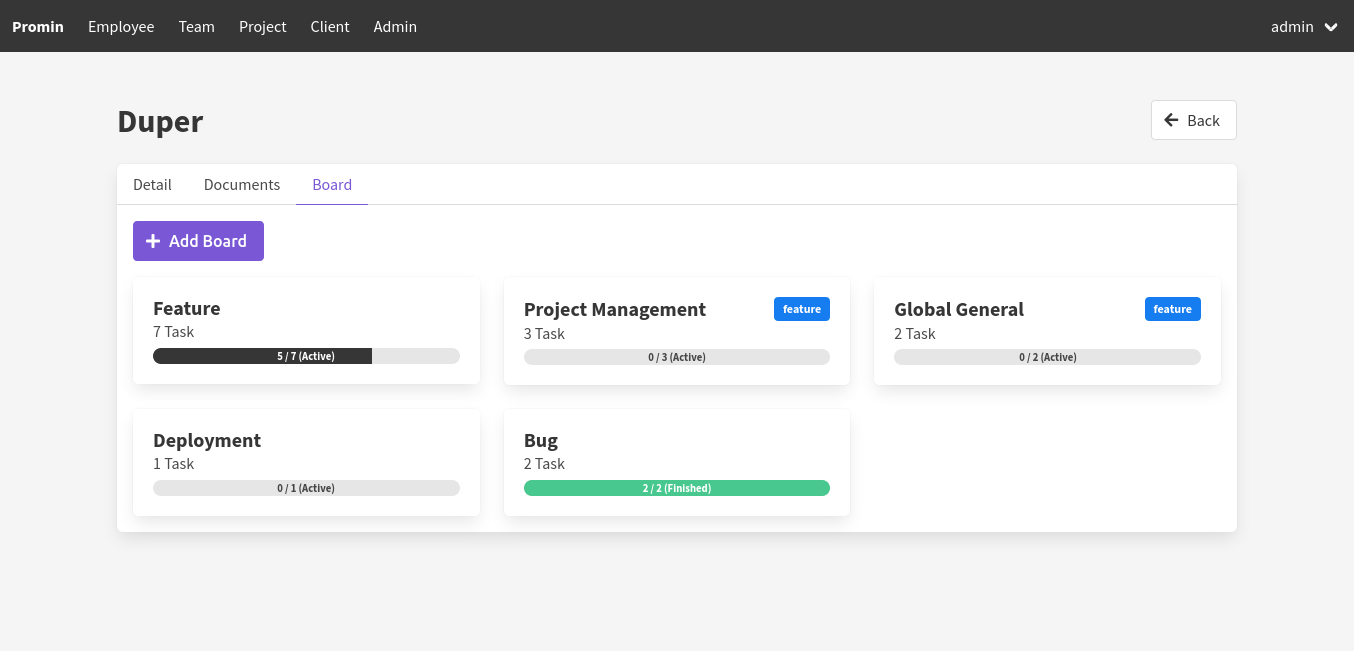 Promin Employee Team Project Client Admin admin
Duper
Back
Detail Documents Board
Add Board
Feature
7 Task
5 / 7 (Active)
Project Management feature
3 Task
0 / 3 (Active)
Global General feature
2 Task
0 / 2 (Active)
Deployment
1 Task
0 / 1 (Active)
Bug
2 Task
2 / 2 (Finished)